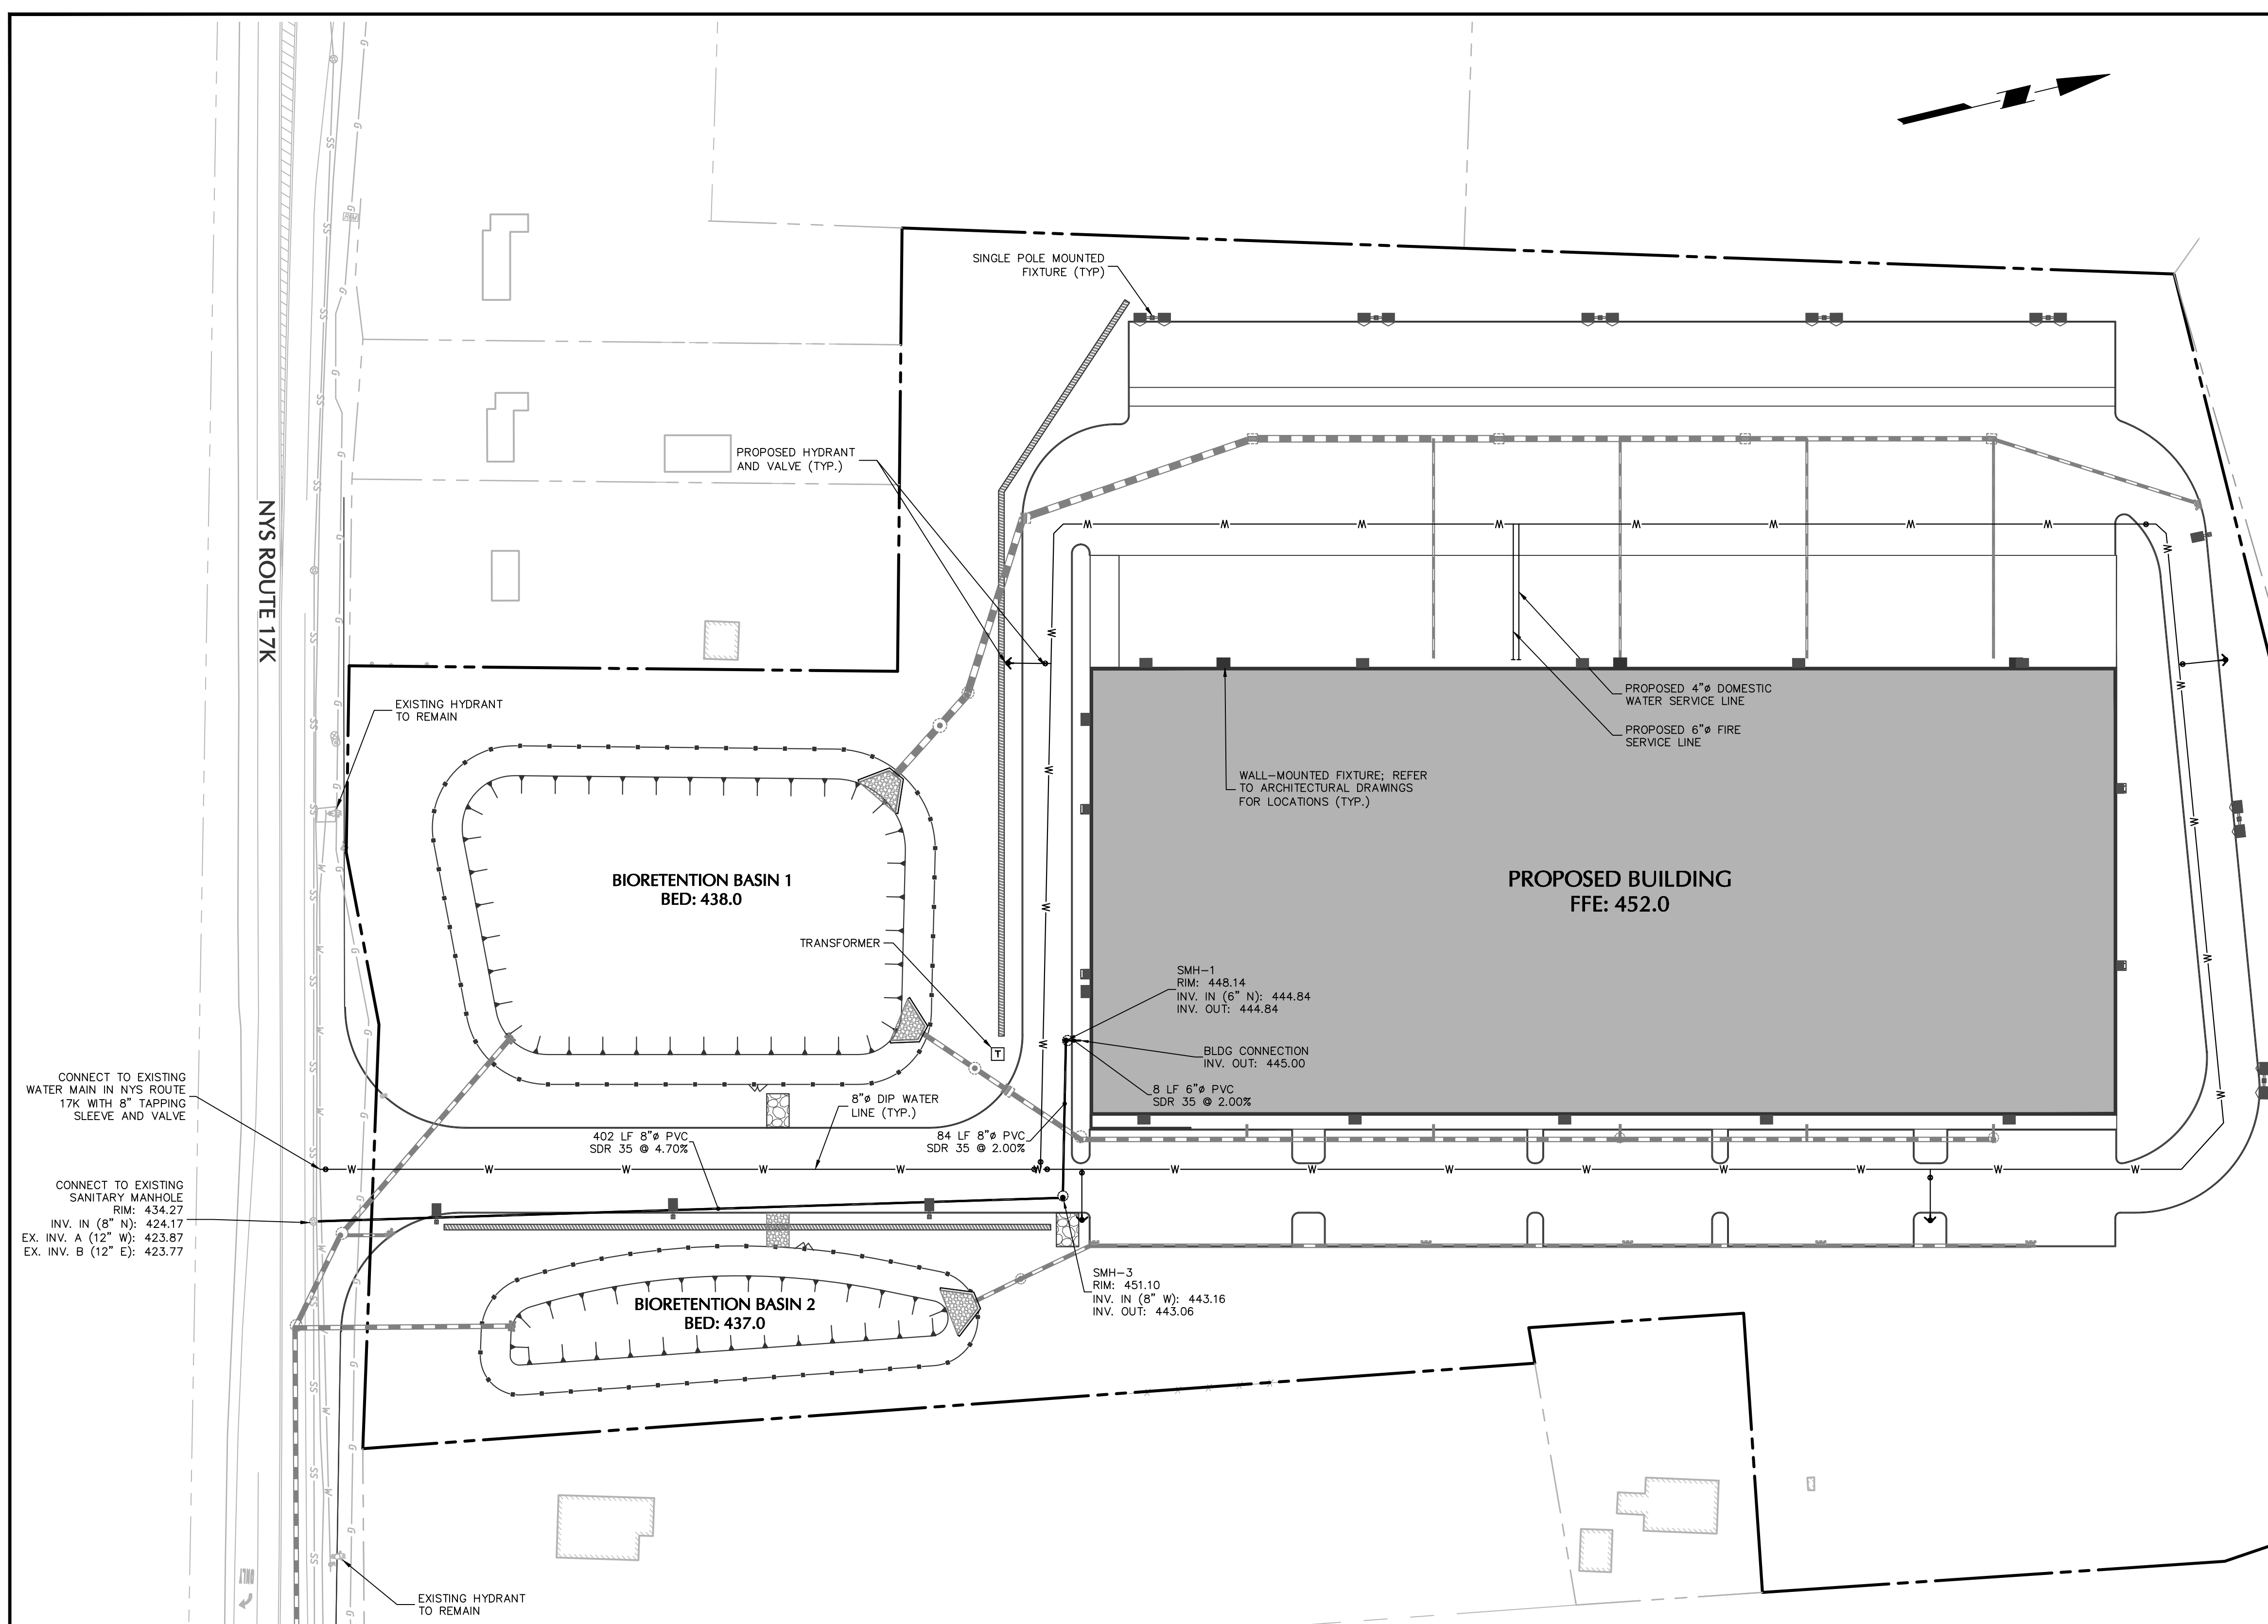 SINGLE POLE MOUNTED
FIXTURE (TYP)
PROPOSED HYDRANT
AND VALVE (TYP.)
NYS ROUTE 17K
EXISTING HYDRANT
TO REMAIN
PROPOSED 4"ø DOMESTIC
WATER SERVICE LINE
PROPOSED 6"ø FIRE
SERVICE LINE
WALL-MOUNTED FIXTURE; REFER
TO ARCHITECTURAL DRAWINGS
FOR LOCATIONS (TYP.)
BIORETENTION BASIN 1
BED: 438.0
PROPOSED BUILDING
FFE: 452.0
TRANSFORMER
T
SMH-1
RIM: 448.14
INV. IN (6" N): 444.84
INV. OUT: 444.84
BLDG CONNECTION
INV. OUT: 445.00
8 LF 6"ø PVC
SDR 35 @ 2.00%
CONNECT TO EXISTING
WATER MAIN IN NYS ROUTE
17K WITH 8" TAPPING
SLEEVE AND VALVE
8"ø DIP WATER
LINE (TYP.)
402 LF 8"ø PVC
SDR 35 @ 4.70%
84 LF 8"ø PVC
SDR 35 @ 2.00%
CONNECT TO EXISTING
SANITARY MANHOLE
RIM: 434.27
INV. IN (8" N): 424.17
EX. INV. A (12" W): 423.87
EX. INV. B (12" E): 423.77
SMH-3
RIM: 451.10
INV. IN (8" W): 443.16
INV. OUT: 443.06
BIORETENTION BASIN 2
BED: 437.0
ONLY
EXISTING HYDRANT
TO REMAIN